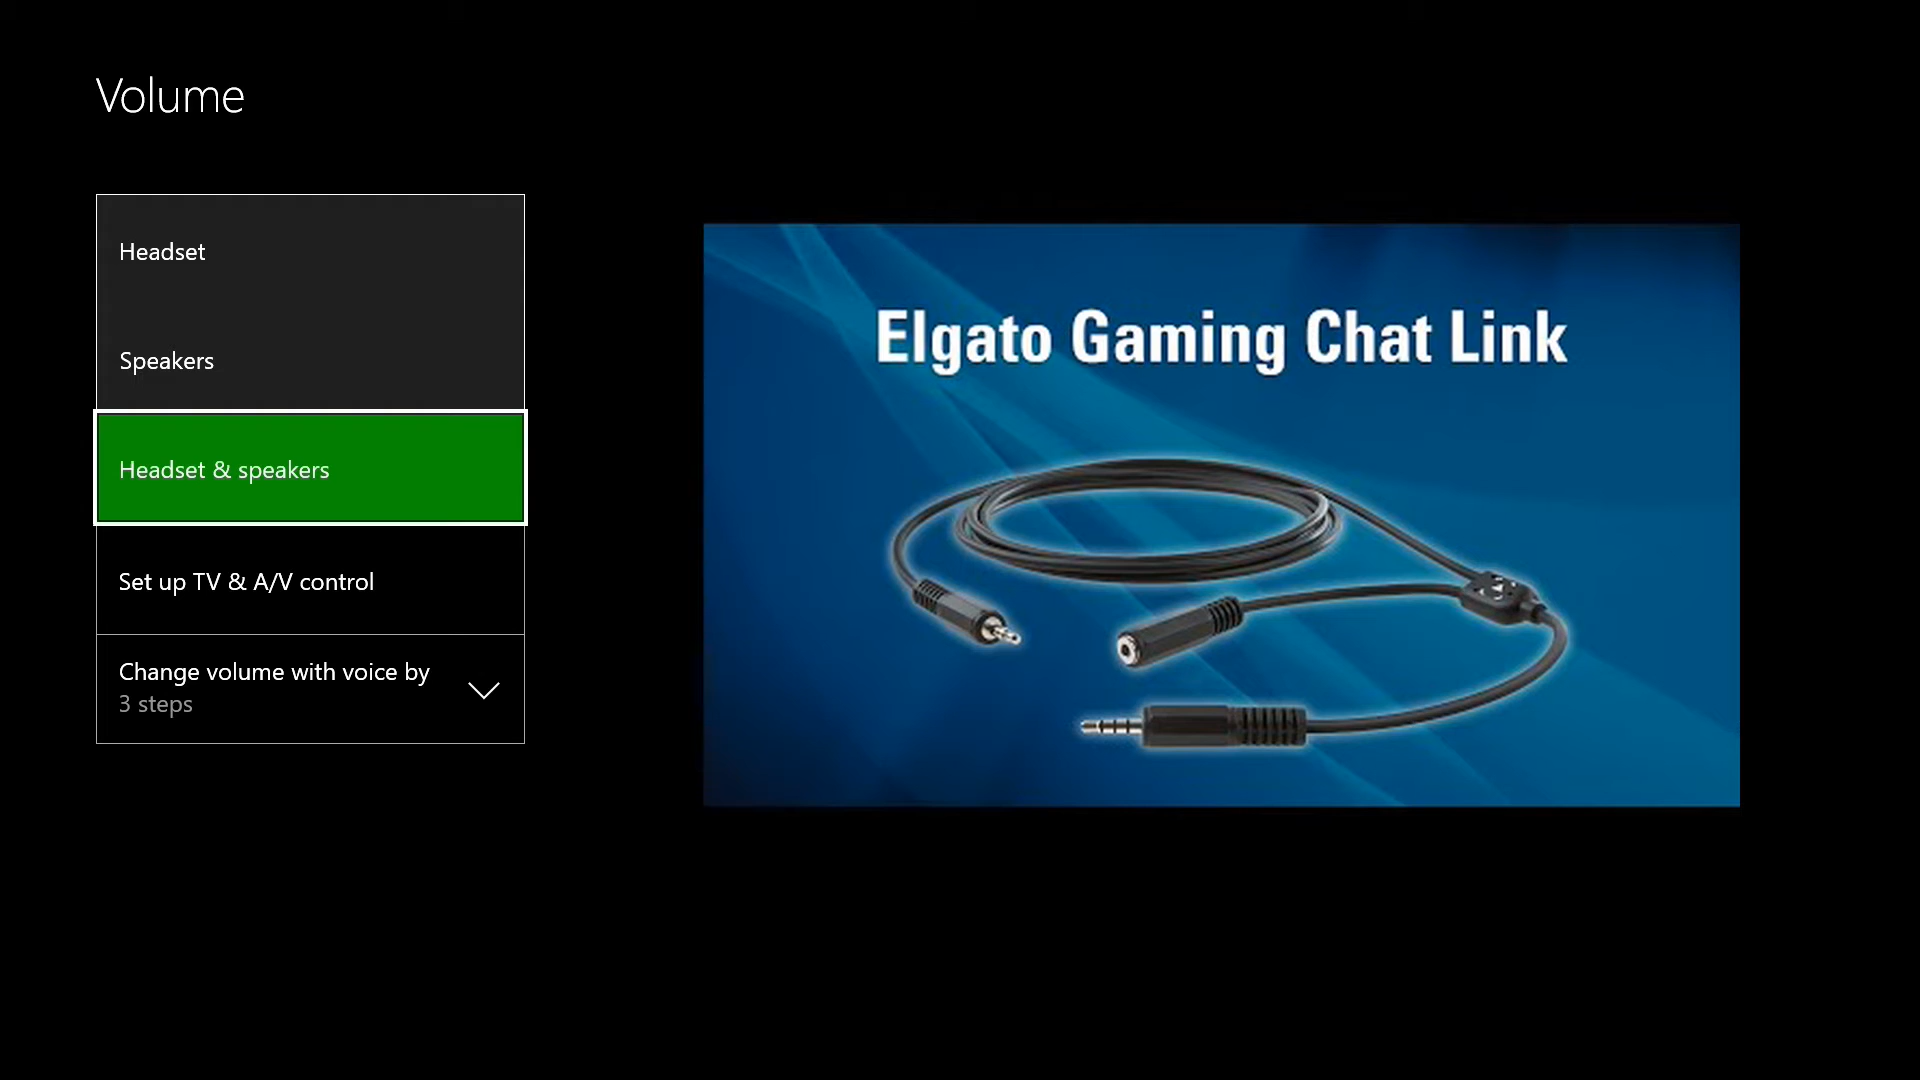 Volume
Headset
Speakers
Headset & speakers
Set up TV & A/V control
Change volume with voice by
3 steps
Elgato Gaming Chat Link